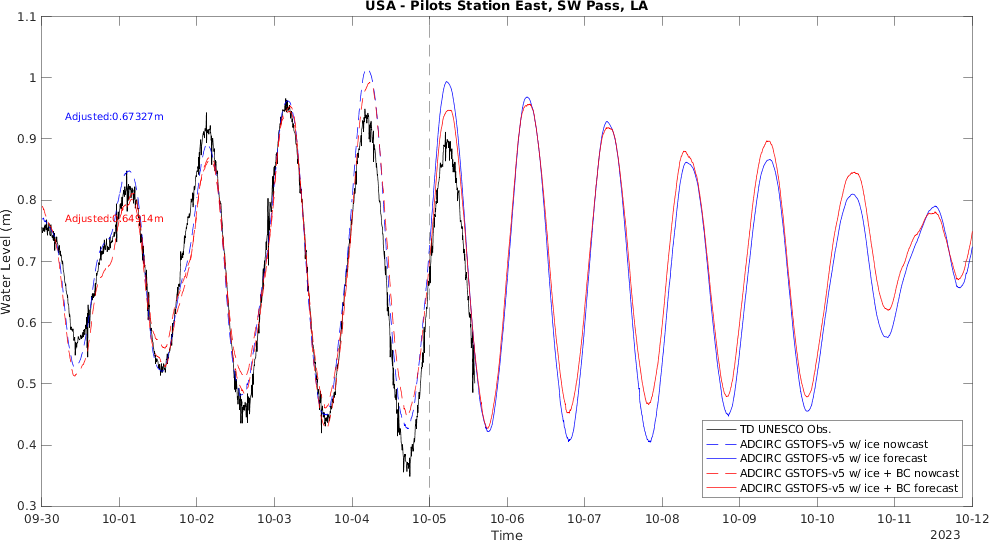 USA - Pilots Station East, SW Pass, LA
1.1
1
0.9
0.8
0.7
0.6
0.5
0.4
0.3
Water Level (m)
Adjusted:0.67327m
Adjusted:0.64914m
TD UNESCO Obs.
ADCIRC GSTOFS-v5 w/ ice nowcast
ADCIRC GSTOFS-v5 w/ ice forecast
ADCIRC GSTOFS-v5 w/ ice + BC nowcast
ADCIRC GSTOFS-v5 w/ ice + BC forecast
09-30 10-01 10-02 10-03 10-04 10-05 10-06 10-07 10-08 10-09 10-10 10-11 10-12
Time
2023